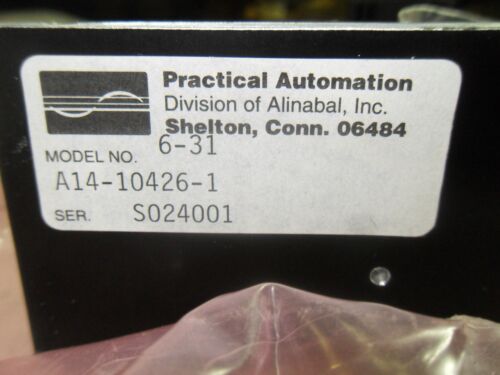 Practical Automation
Division of Alinabal, Inc.
Shelton, Conn. 06484
MODEL NO. 6-31
A14-10426-1
SER. S024001